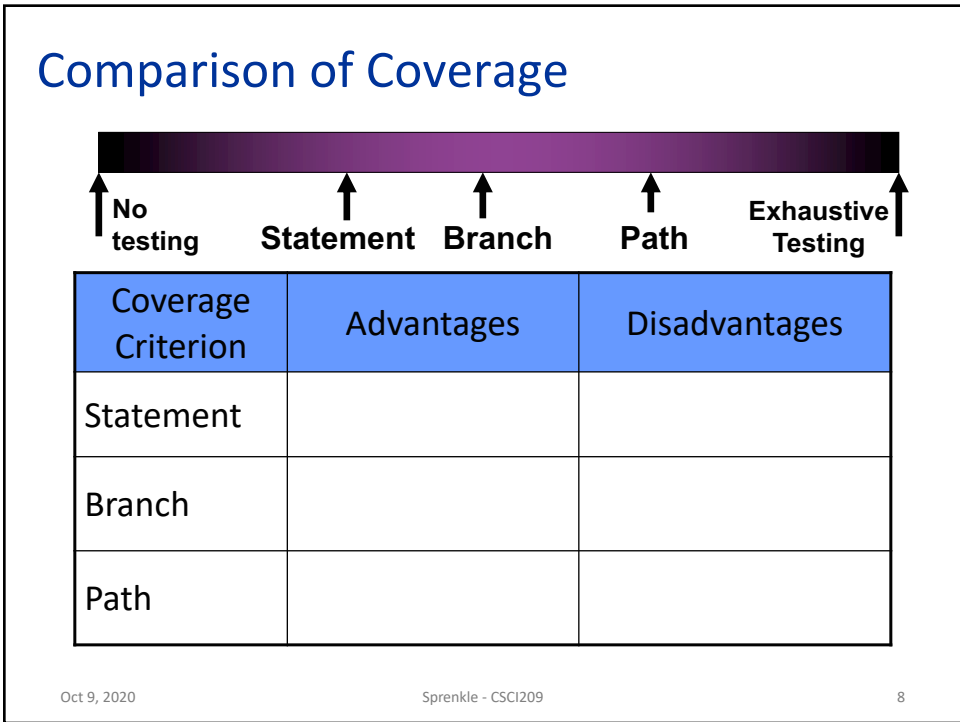 Comparison of Coverage
No
testing
Statement
Branch
Path
Exhaustive
Testing
Coverage
Criterion
Advantages
Disadvantages
Statement
Branch
Path
Oct 9, 2020
Sprenkle - CSCI209
8